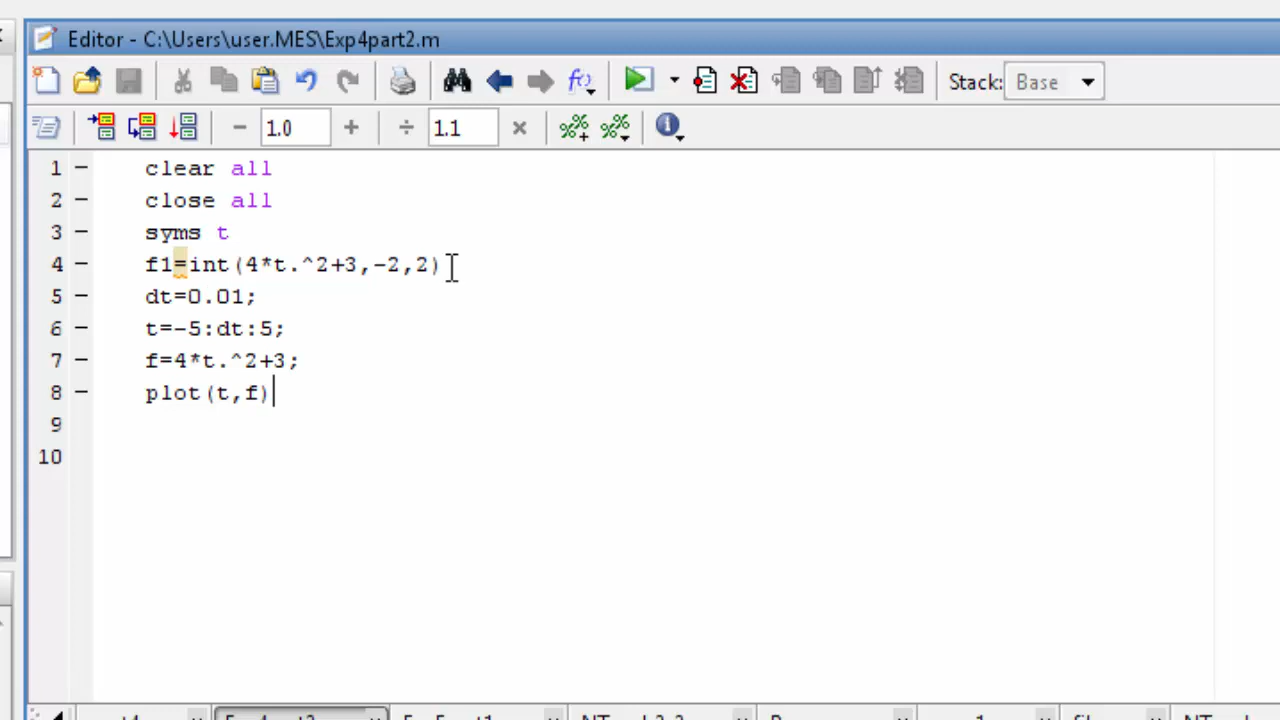 Editor - C:\Users\user.MES\Exp4part2.m
Stack: Base
1.0
1.1
1 - clear all
2 - close all
3 - syms t
4 - f1=int(4*t.^2+3,-2,2)
5 - dt=0.01;
6 - t=-5:dt:5;
7 - f=4*t.^2+3;
8 - plot(t,f)
9
10